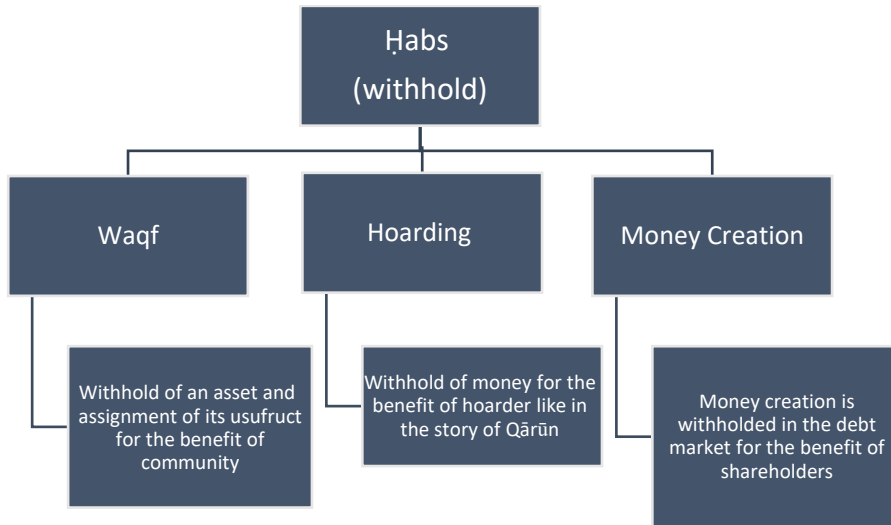 Ḥabs
(withhold)
Waqf
Hoarding
Money Creation
Withhold of an asset and
assignment of its usufruct
for the benefit of
community
Withhold of money for the
benefit of hoarder like in
the story of Qārūn
Money creation is
withholded in the debt
market for the benefit of
shareholders